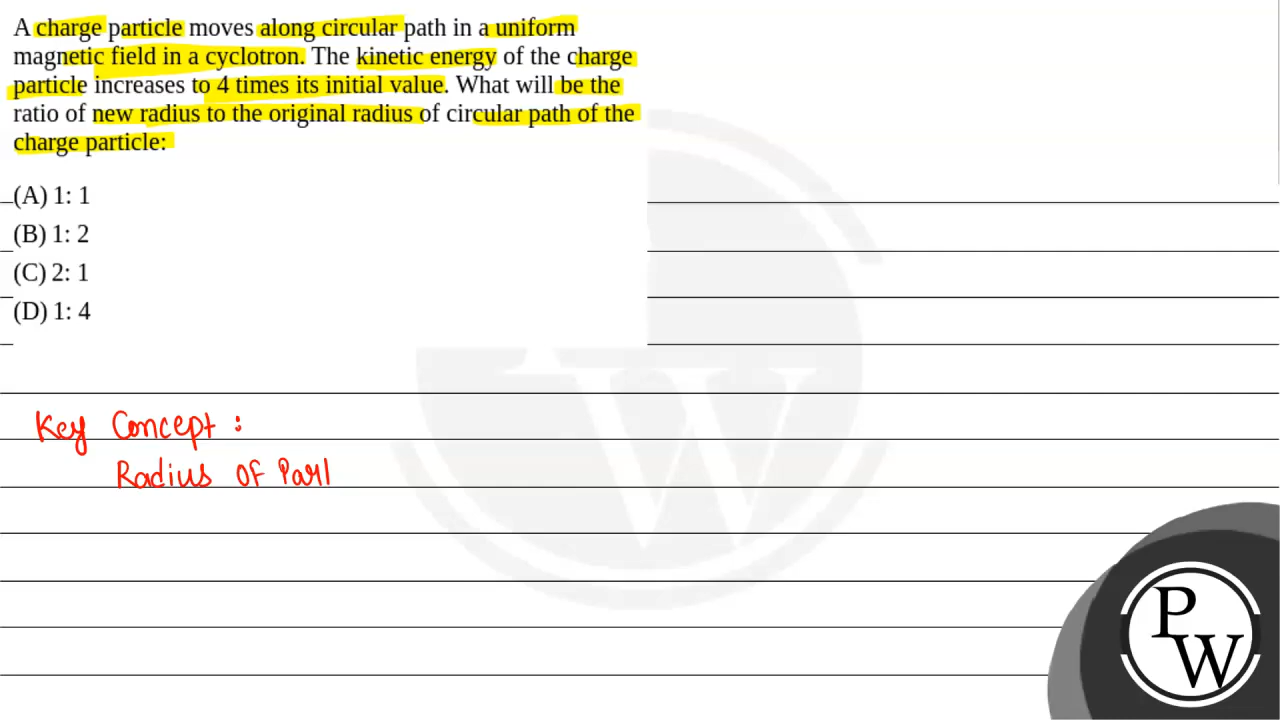 A charge particle moves along circular path in a uniform
magnetic field in a cyclotron. The kinetic energy of the charge
particle increases to 4 times its initial value. What will be the
ratio of new radius to the original radius of circular path of the
charge particle:
(A) 1: 1
(B) 1: 2
(C) 2: 1
(D) 1: 4
Key Concept :
Radius of Parl
PW